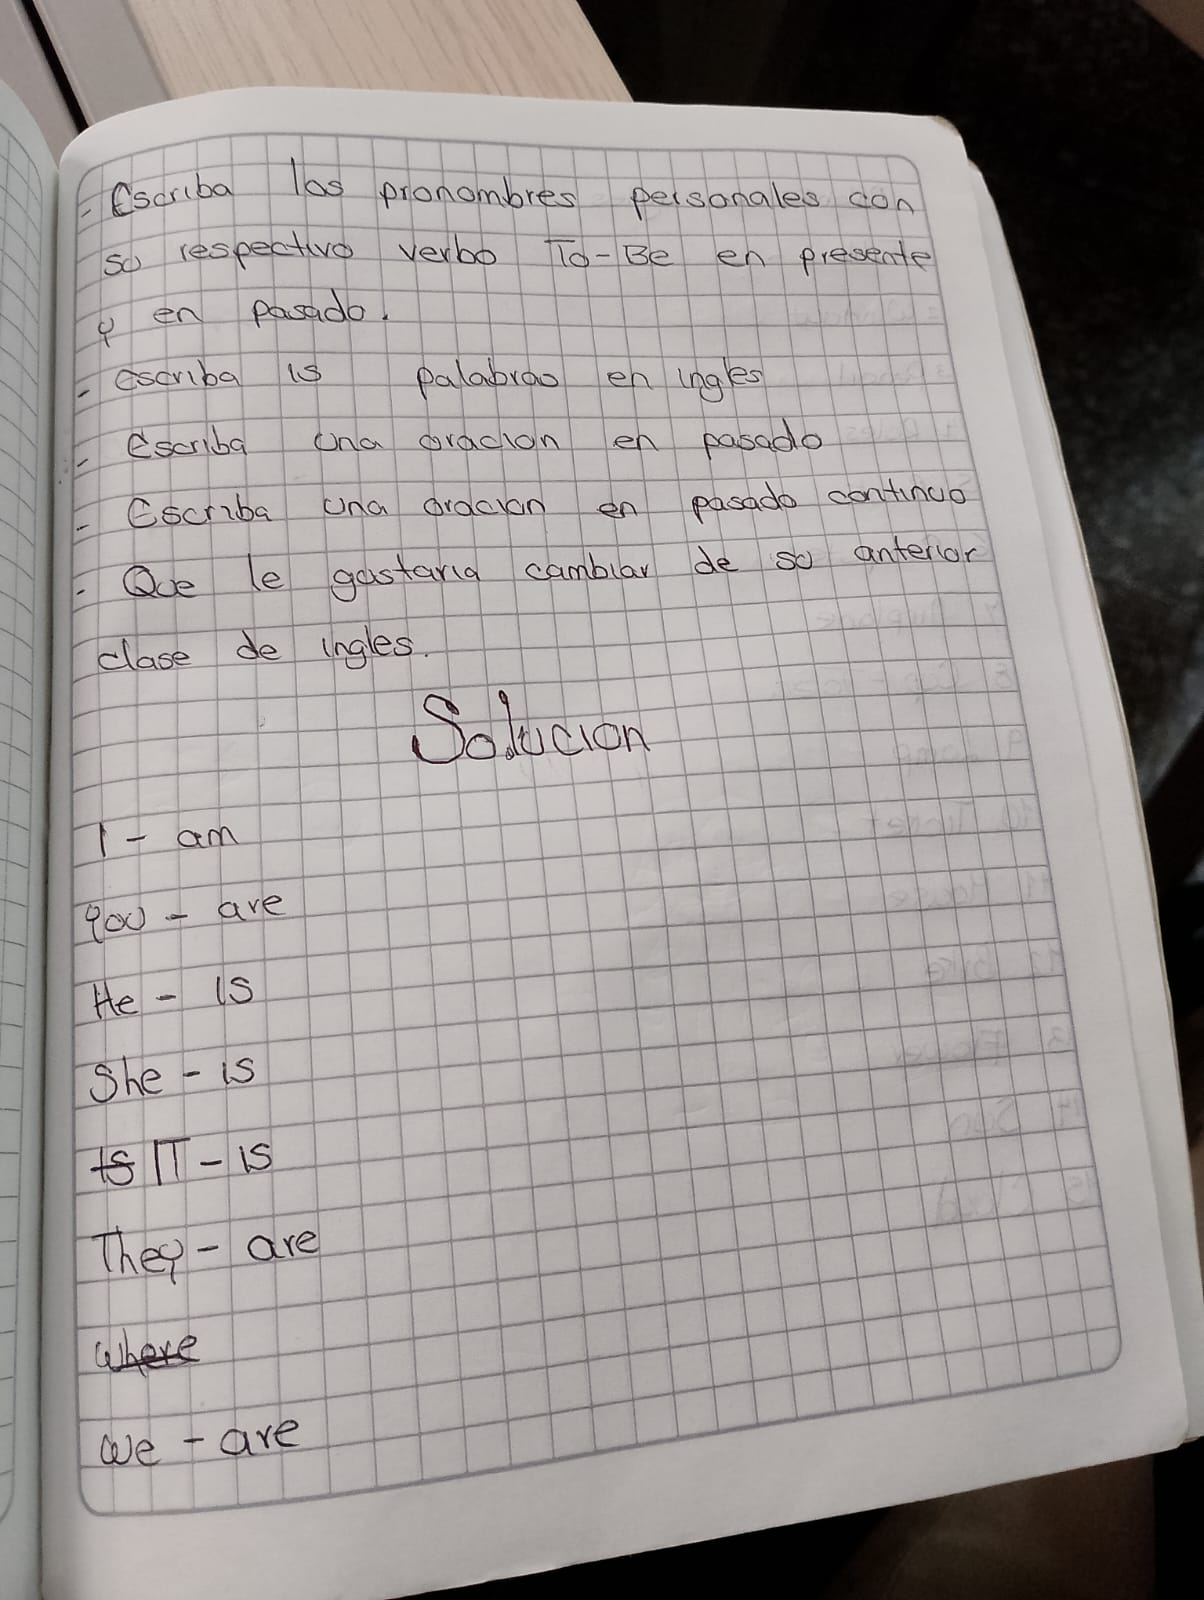 - Escriba los pronombres personales con
su respectivo verbo To-Be en presente
y en pasado.
- escriba 15 palabras en ingles
- Escriba una oracion en pasado
- Escriba una oracion en pasado continuo
- Que le gustaria cambiar de su anterior
clase de ingles.
Solucion
I - am
you - are
He - is
She - is
Is IT - is
They - are
where
we - are